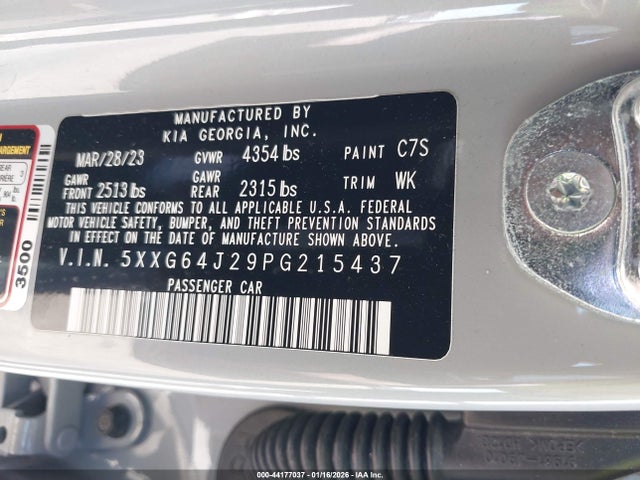 MANUFACTURED BY
KIA GEORGIA, INC.
MAR/28/23 GVWR 4354 lbs PAINT C7S
GAWR FRONT 2513 lbs GAWR REAR 2315 lbs TRIM WK
THIS VEHICLE CONFORMS TO ALL APPLICABLE U.S.A. FEDERAL
MOTOR VEHICLE SAFETY, BUMPER, AND THEFT PREVENTION STANDARDS
IN EFFECT ON THE DATE OF MANUFACTURE SHOWN ABOVE.
V.I.N. 5XXG64J29PG215437
PASSENGER CAR
3500
000-44177037 - 01/16/2026 - IAA Inc.